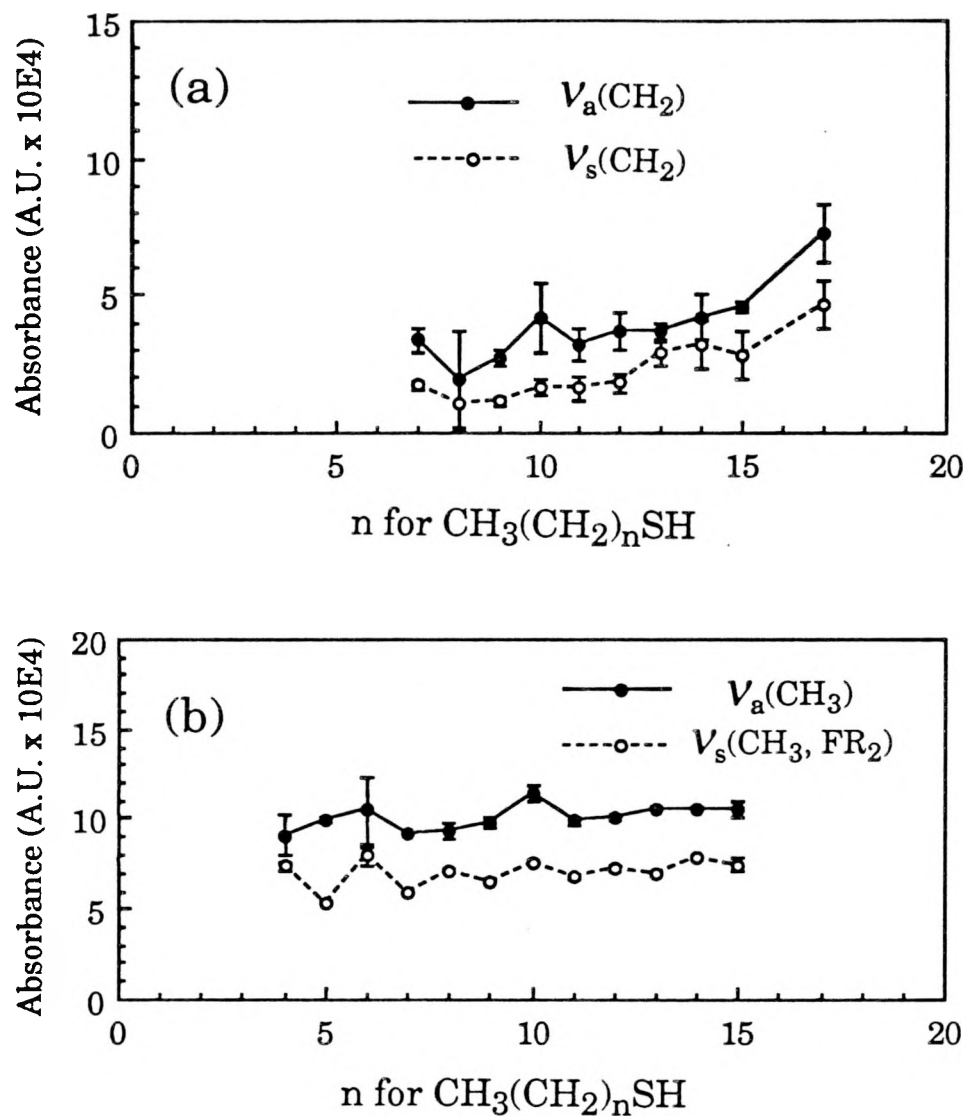 15
(a)
νa(CH2)
νs(CH2)
10
5
0
0 5 10 15 20
Absorbance (A.U. x 10E4)
n for CH3(CH2)nSH
20
(b)
νa(CH3)
νs(CH3, FR2)
15
10
5
0
0 5 10 15 20
Absorbance (A.U. x 10E4)
n for CH3(CH2)nSH